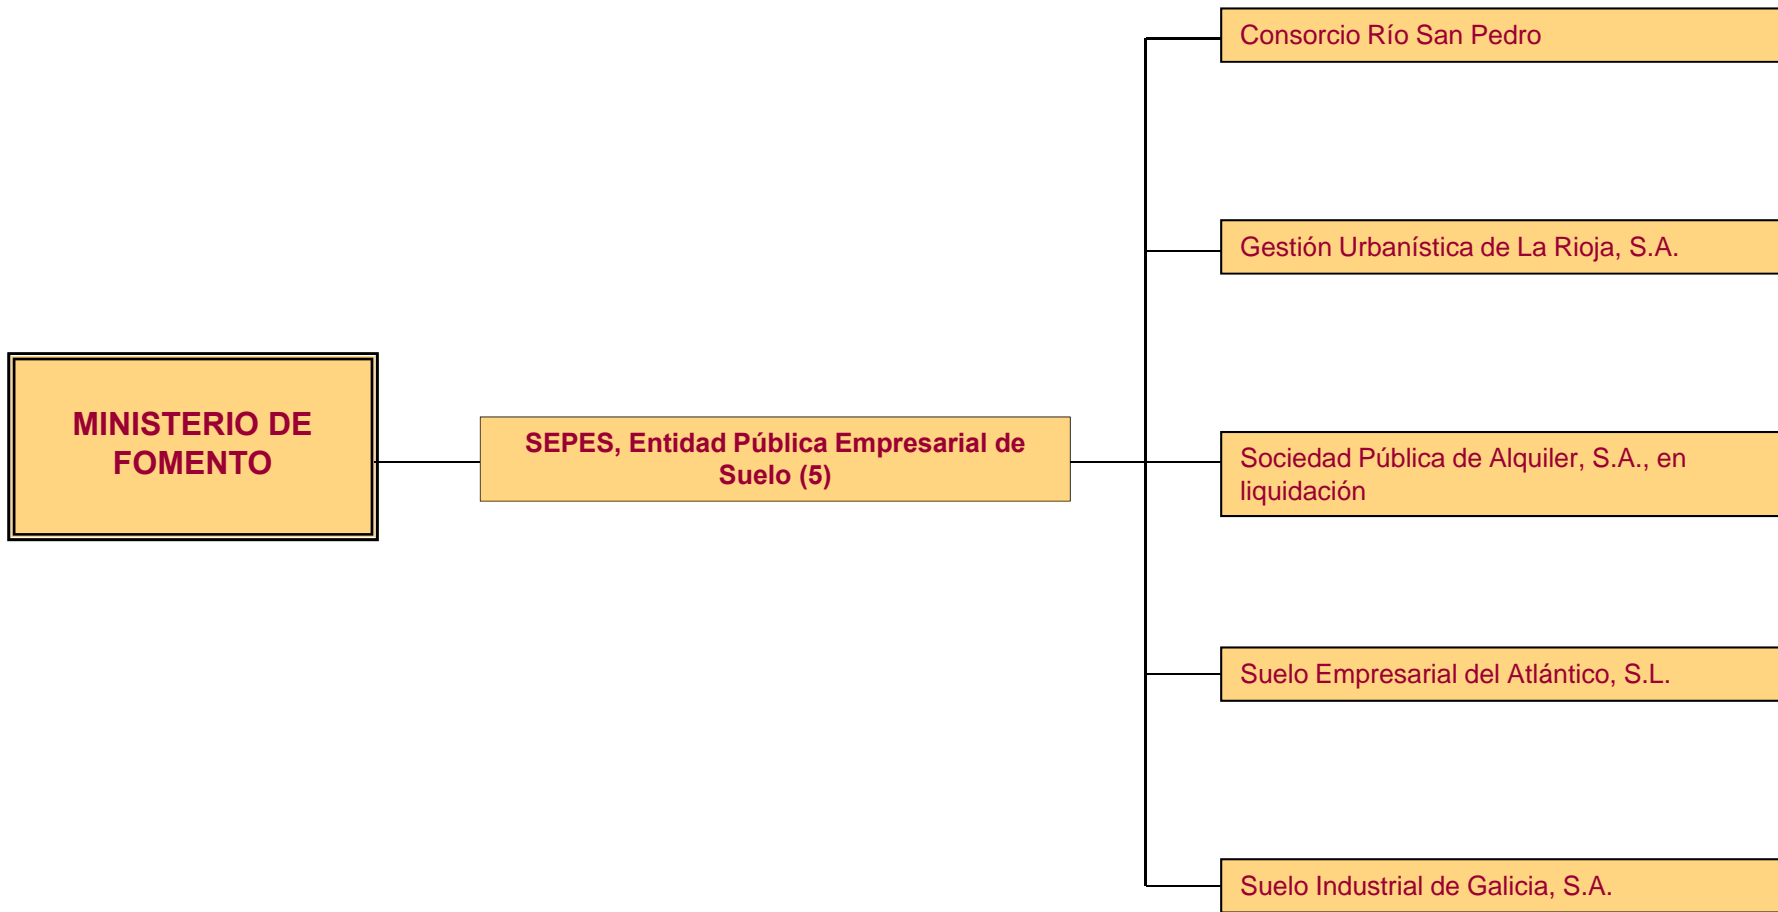 Consorcio Río San Pedro
Gestión Urbanística de La Rioja, S.A.
MINISTERIO DE
FOMENTO
SEPES, Entidad Pública Empresarial de
Suelo (5)
Sociedad Pública de Alquiler, S.A., en
liquidación
Suelo Empresarial del Atlántico, S.L.
Suelo Industrial de Galicia, S.A.